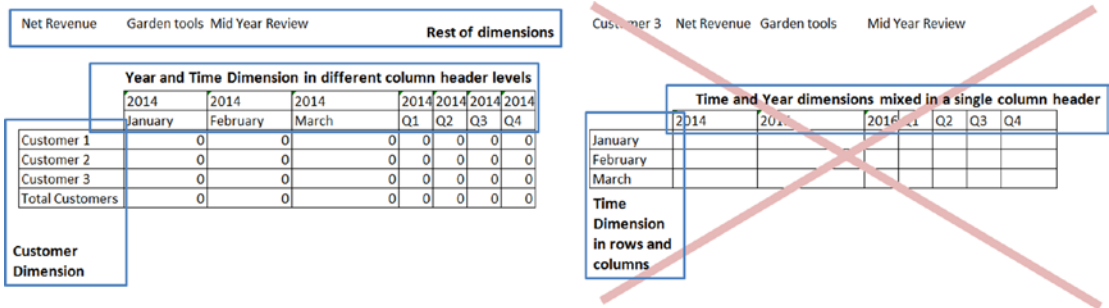 Net Revenue Garden tools Mid Year Review
Rest of dimensions
Year and Time Dimension in different column header levels
2014 2014 2014 2014 2014 2014 2014
January February March Q1 Q2 Q3 Q4
Customer 1 0 0 0 0 0 0 0
Customer 2 0 0 0 0 0 0 0
Customer 3 0 0 0 0 0 0 0
Total Customers 0 0 0 0 0 0 0
Customer
Dimension
Customer 3 Net Revenue Garden tools Mid Year Review
Time and Year dimensions mixed in a single column header
2014 2015 2016 Q1 Q2 Q3 Q4
January
February
March
Time
Dimension
in rows and
columns